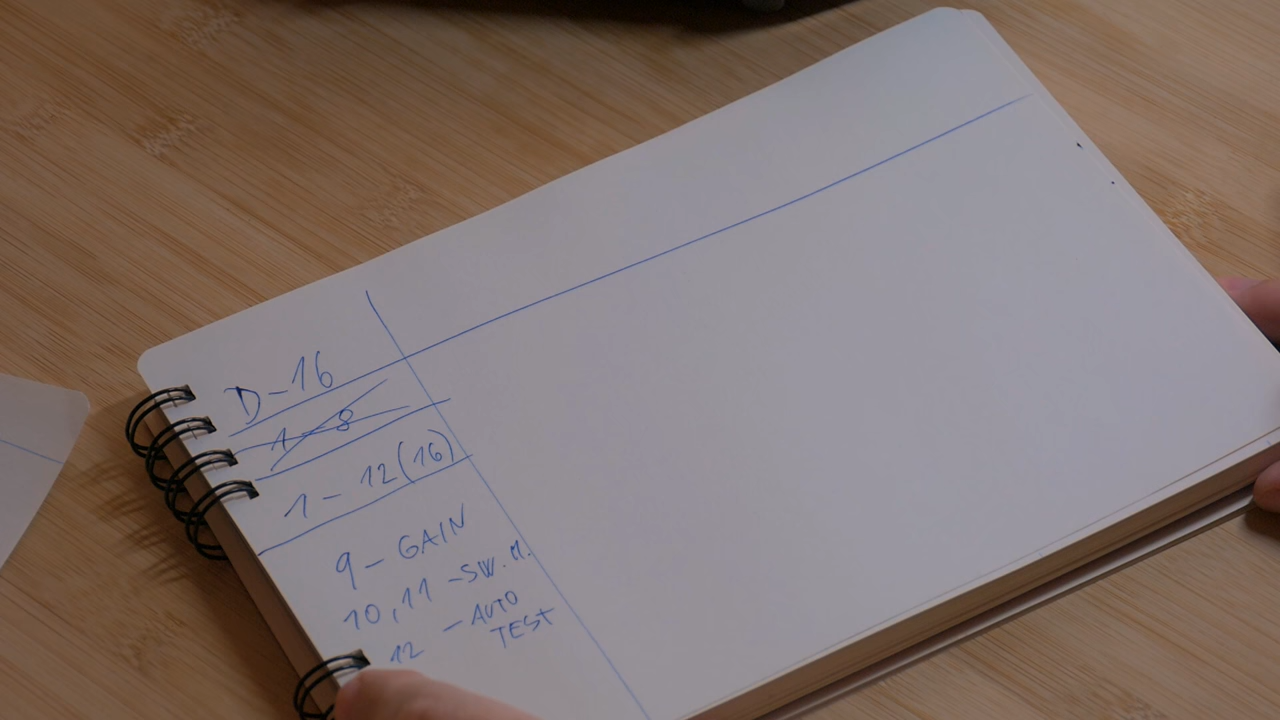 D-16
1-8
1 - 12(16)
9 - GAIN
10,11 - SW. M.
12 - AUTO
TEST